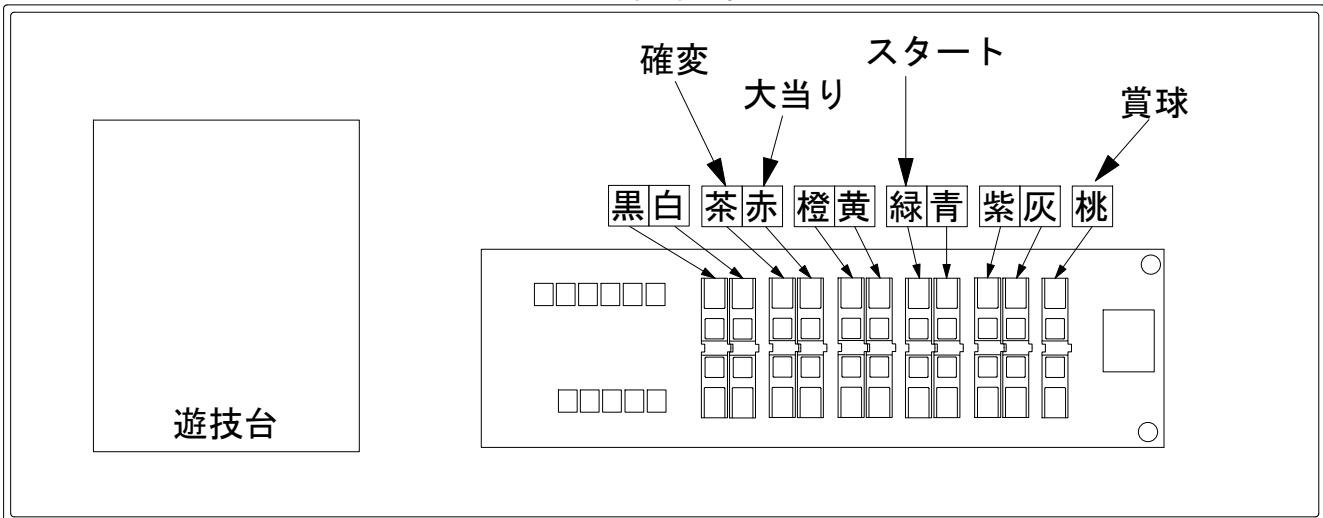 スタート
確変
大当り
賞球
黒白 茶赤 橙黄 緑青 紫灰 桃
遊技台